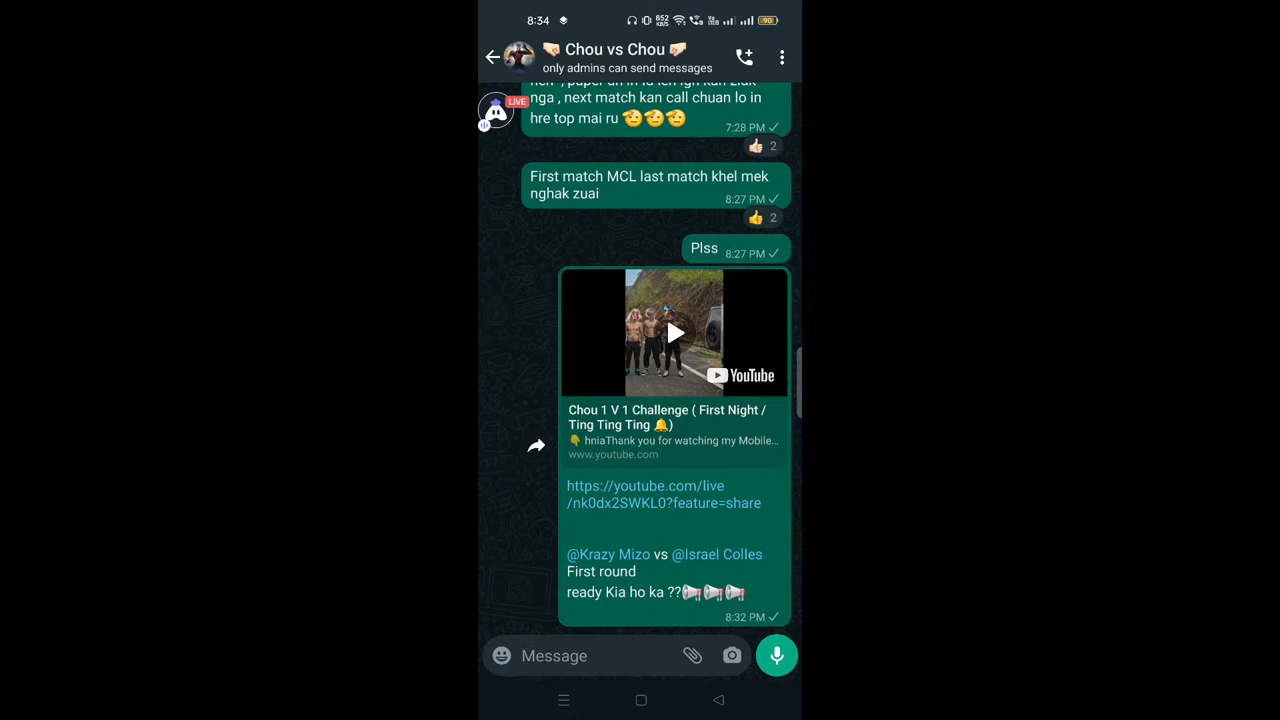 8:34
852 KB/S
90
🤜🏻 Chou vs Chou 🤛🏻
only admins can send messages
LIVE
nga , next match kan call chuan lo in
hre top mai ru 🫡🫡🫡
7:28 PM
👍🏻 2
First match MCL last match khel mek
nghak zuai
8:27 PM
👍 2
Plss
8:27 PM
YouTube
Chou 1 V 1 Challenge ( First Night /
Ting Ting Ting 🔔)
👇 hniaThank you for watching my Mobile...
www.youtube.com
https://youtube.com/live
/nk0dx2SWKL0?feature=share
@Krazy Mizo vs @Israel Colles
First round
ready Kia ho ka ??📢📢📢
8:32 PM
Message